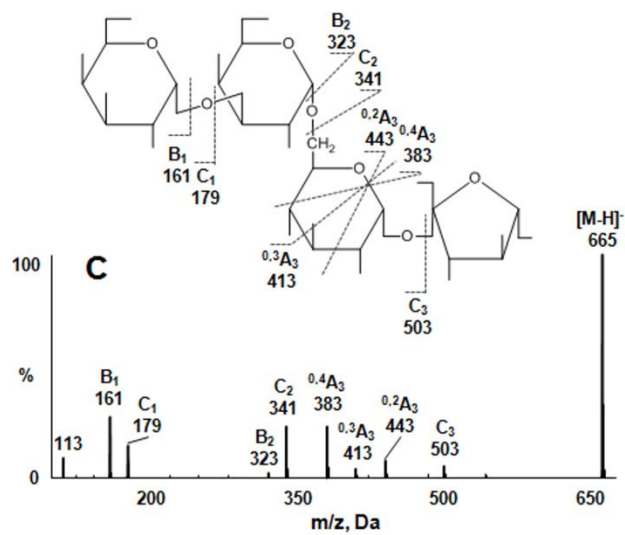 O
O
B₂
323
C₂
341
O
O
CH₂
⁰,²A₃
443
⁰,⁴A₃
383
B₁
161
C₁
179
O
O
O
[M-H]⁻
665
⁰,³A₃
413
C₃
503
100
C
%
0
113
B₁
161
C₁
179
B₂
323
C₂
341
⁰,⁴A₃
383
⁰,³A₃
413
⁰,²A₃
443
C₃
503
200
350
500
650
m/z, Da